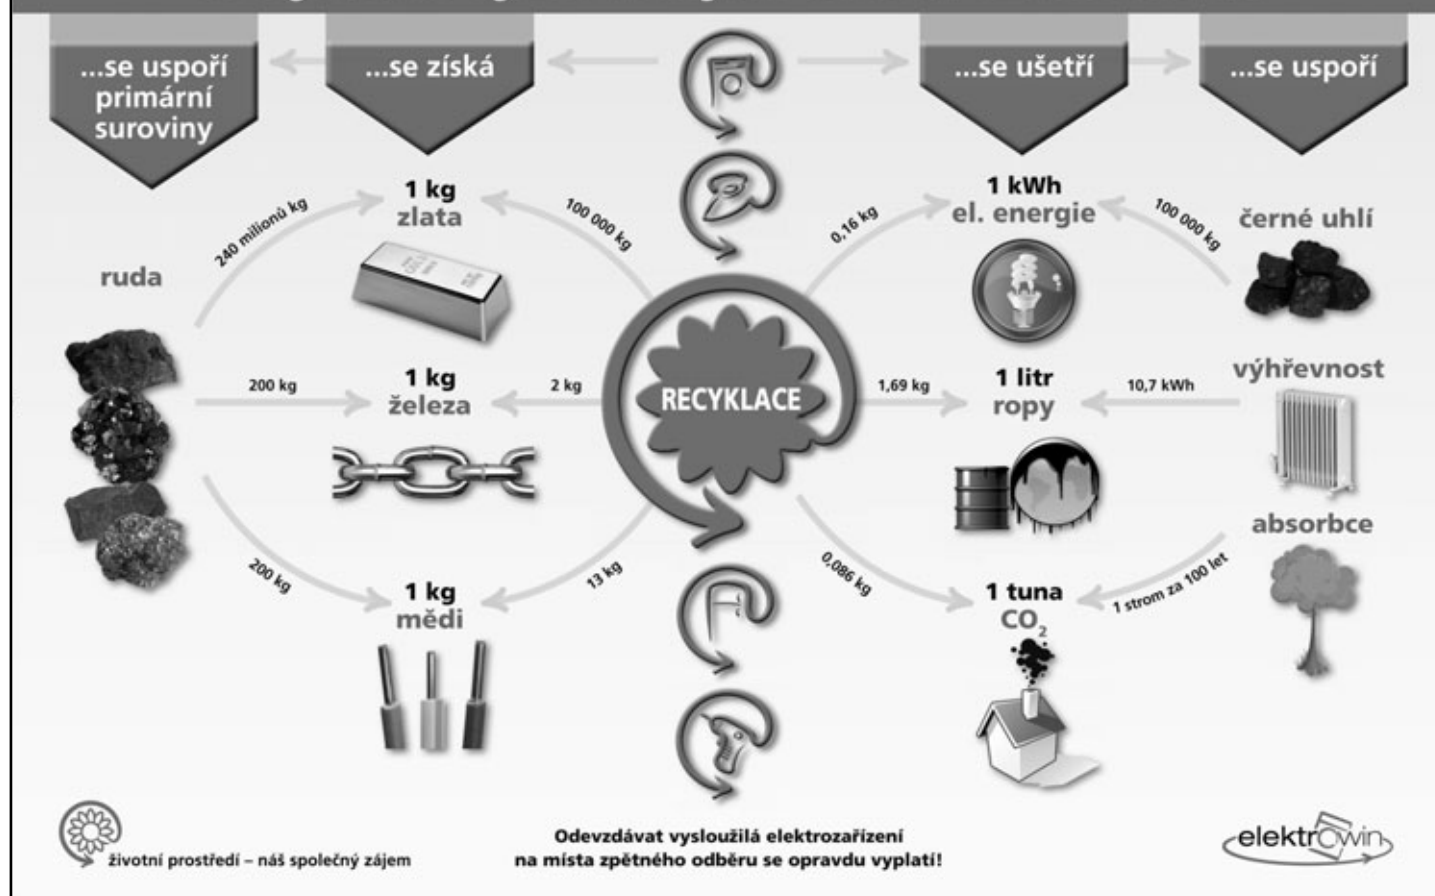 ...se uspoří
primární
suroviny
...se získá
...se ušetří
...se uspoří
ruda
240 milionů kg
1 kg
zlata
100 000 kg
200 kg
1 kg
železa
2 kg
200 kg
1 kg
mědi
13 kg
RECYKLACE
0,16 kg
1 kWh
el. energie
100 000 kg
černé uhlí
1,69 kg
1 litr
ropy
10,7 kWh
výhřevnost
0,086 kg
1 tuna
CO2
1 strom za 100 let
absorbce
životní prostředí – náš společný zájem
Odevzdávat vysloužilá elektrozařízení
na místa zpětného odběru se opravdu vyplatí!
elektrowin